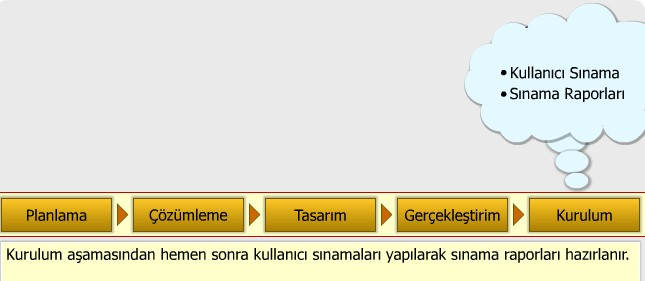 • Kullanıcı Sınama
• Sınama Raporları
Planlama Çözümleme Tasarım Gerçekleştirim Kurulum
Kurulum aşamasından hemen sonra kullanıcı sınamaları yapılarak sınama raporları hazırlanır.